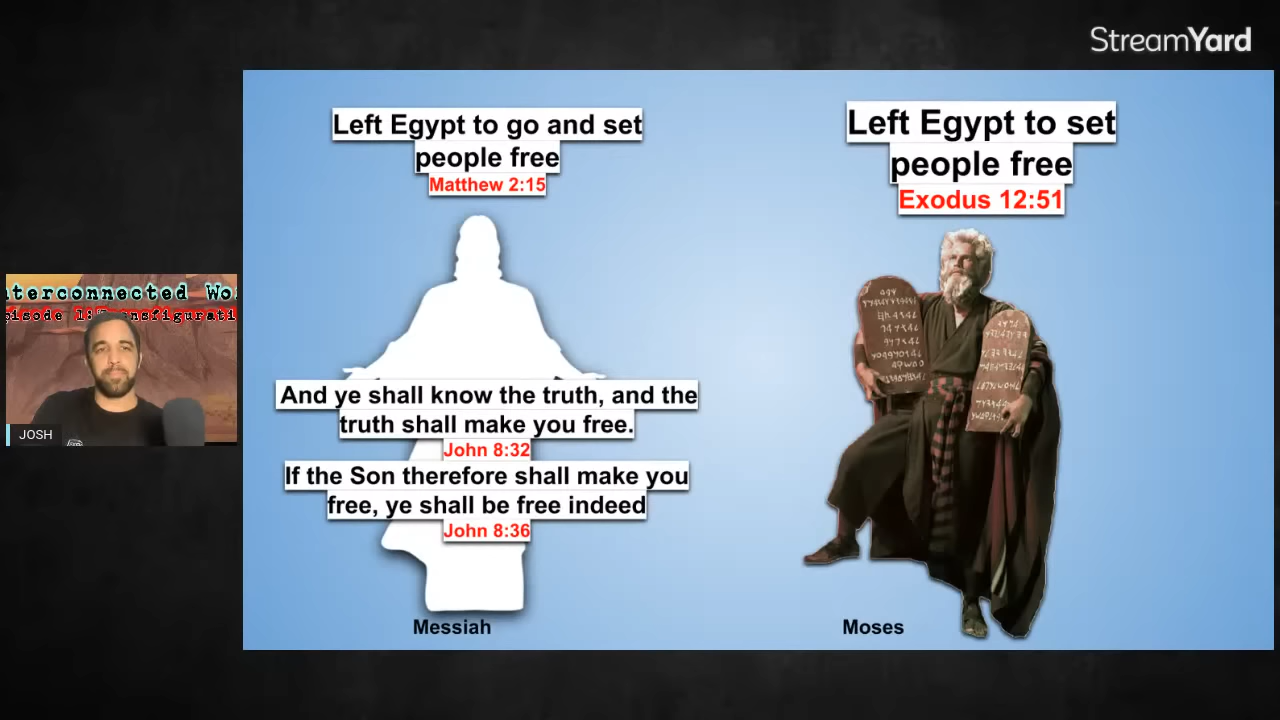 StreamYard
Left Egypt to go and set
people free
Matthew 2:15
And ye shall know the truth, and the
truth shall make you free.
John 8:32
If the Son therefore shall make you
free, ye shall be free indeed
John 8:36
Messiah
Left Egypt to set
people free
Exodus 12:51
Moses
JOSH